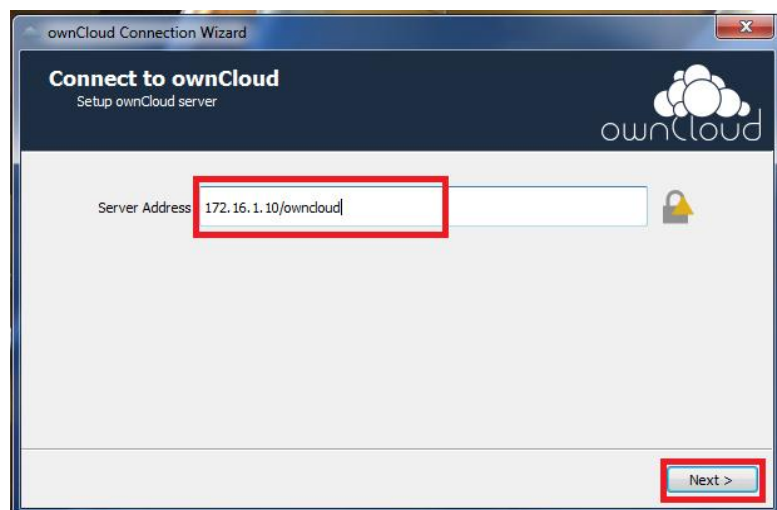 ownCloud Connection Wizard
Connect to ownCloud
Setup ownCloud server
ownCloud
Server Address
172.16.1.10/owncloud
Next >